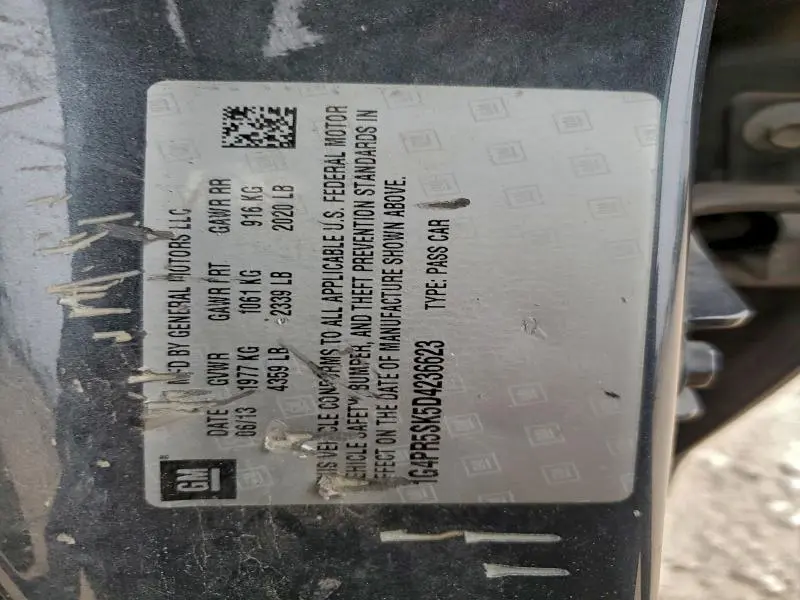 GM
MFD BY GENERAL MOTORS LLC
DATE GVWR GAWR FRT GAWR RR
06/13 1977 KG 1061 KG 916 KG
4359 LB 2339 LB 2020 LB
THIS VEHICLE CONFORMS TO ALL APPLICABLE U.S. FEDERAL MOTOR
VEHICLE SAFETY, BUMPER, AND THEFT PREVENTION STANDARDS IN
EFFECT ON THE DATE OF MANUFACTURE SHOWN ABOVE.
1G4PR5SK5D4236623 TYPE: PASS CAR